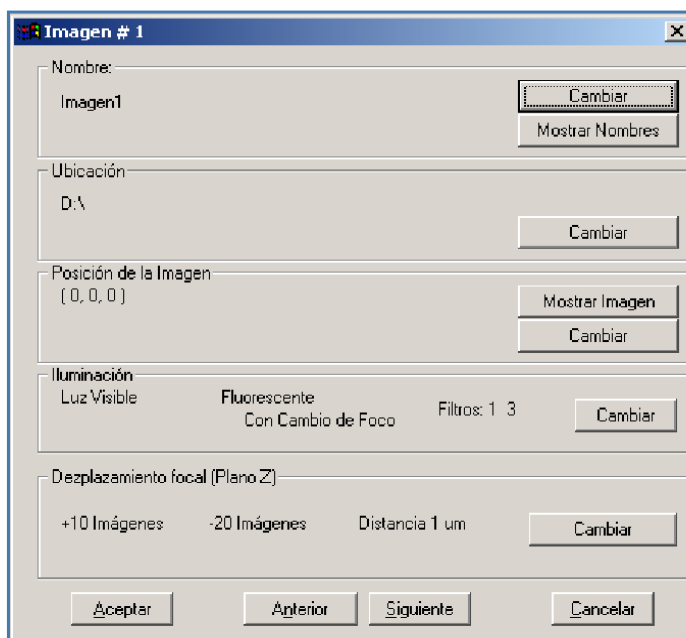 Imagen # 1
Nombre:
Imagen1
Cambiar
Mostrar Nombres
Ubicación
D:\
Cambiar
Posición de la Imagen
( 0, 0, 0 )
Mostrar Imagen
Cambiar
Iluminación
Luz Visible Fluorescente Filtros: 1 3 Cambiar
Con Cambio de Foco
Dezplazamiento focal (Plano Z)
+10 Imágenes -20 Imágenes Distancia 1 um Cambiar
Aceptar Anterior Siguiente Cancelar